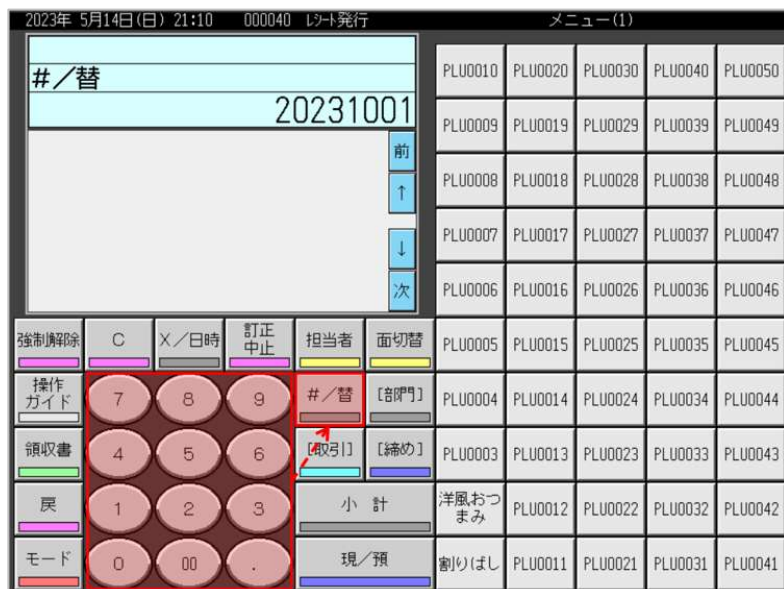 2023年 5月14日(日) 21:10 000040 レシート発行 メニュー(1)
#/替
20231001
前
↑
↓
次
PLU0010 PLU0020 PLU0030 PLU0040 PLU0050
PLU0009 PLU0019 PLU0029 PLU0039 PLU0049
PLU0008 PLU0018 PLU0028 PLU0038 PLU0048
PLU0007 PLU0017 PLU0027 PLU0037 PLU0047
PLU0006 PLU0016 PLU0026 PLU0036 PLU0046
強制解除 C X/日時 訂正 担当者 面切替 PLU0005 PLU0015 PLU0025 PLU0035 PLU0045
中止
操作 7 8 9 #/替 [部門] PLU0004 PLU0014 PLU0024 PLU0034 PLU0044
ガイド
領収書 4 5 6 [取引] [締め] PLU0003 PLU0013 PLU0023 PLU0033 PLU0043
戻 1 2 3 小 計 洋風おつ PLU0012 PLU0022 PLU0032 PLU0042
まみ
モード 0 00 . 現/預 割りばし PLU0011 PLU0021 PLU0031 PLU0041